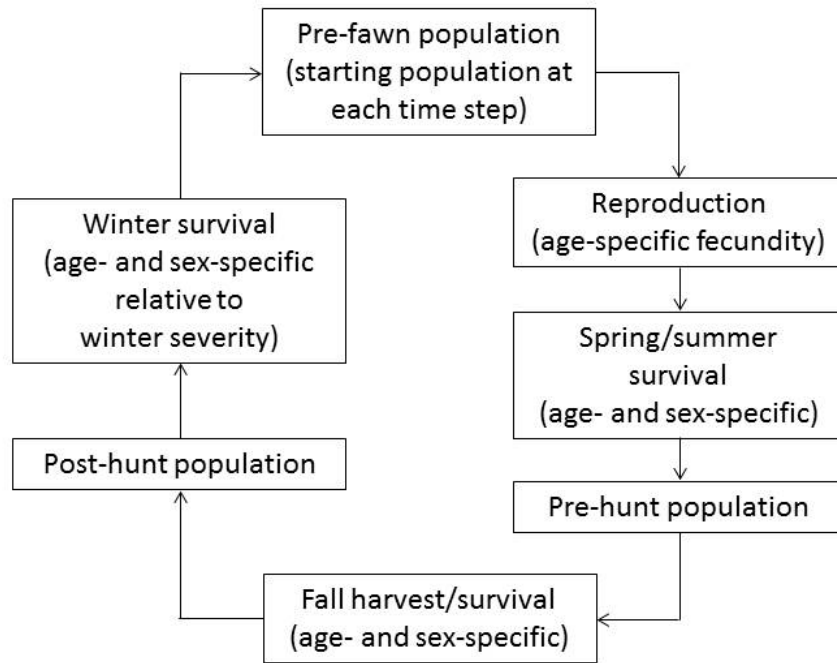 Pre-fawn population
(starting population at
each time step)
Reproduction
(age-specific fecundity)
Spring/summer
survival
(age- and sex-specific)
Pre-hunt population
Fall harvest/survival
(age- and sex-specific)
Post-hunt population
Winter survival
(age- and sex-specific
relative to
winter severity)